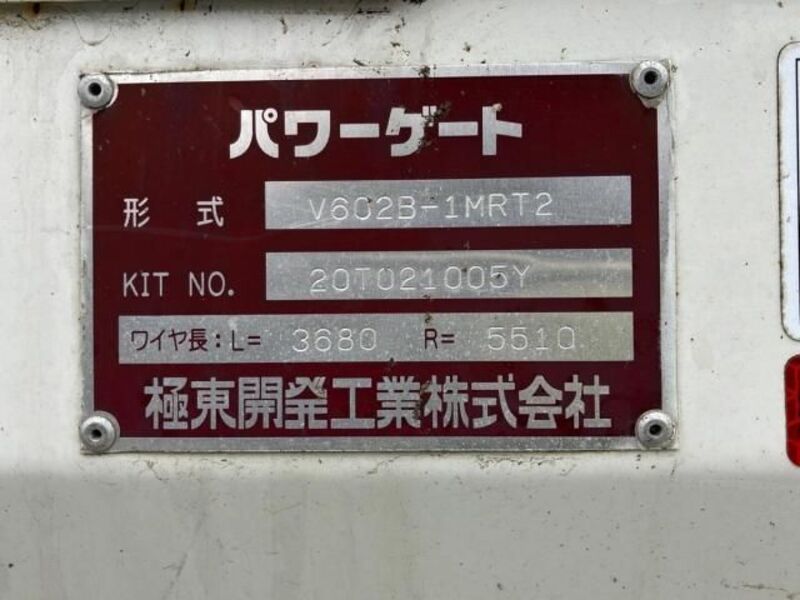 パワーゲート
形 式 V602B-1MRT2
KIT NO. 20T021005Y
ワイヤ長:L= 3680 R= 5510
極東開発工業株式会社